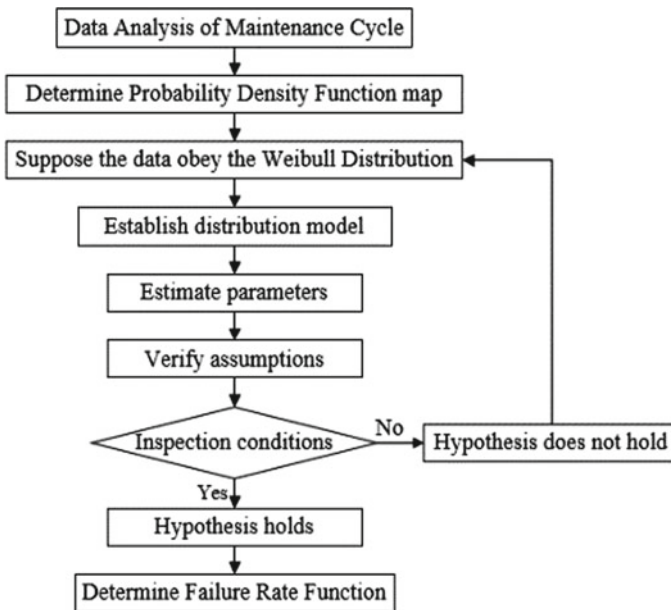 Data Analysis of Maintenance Cycle
Determine Probability Density Function map
Suppose the data obey the Weibull Distribution
Establish distribution model
Estimate parameters
Verify assumptions
Inspection conditions
No
Hypothesis does not hold
Yes
Hypothesis holds
Determine Failure Rate Function